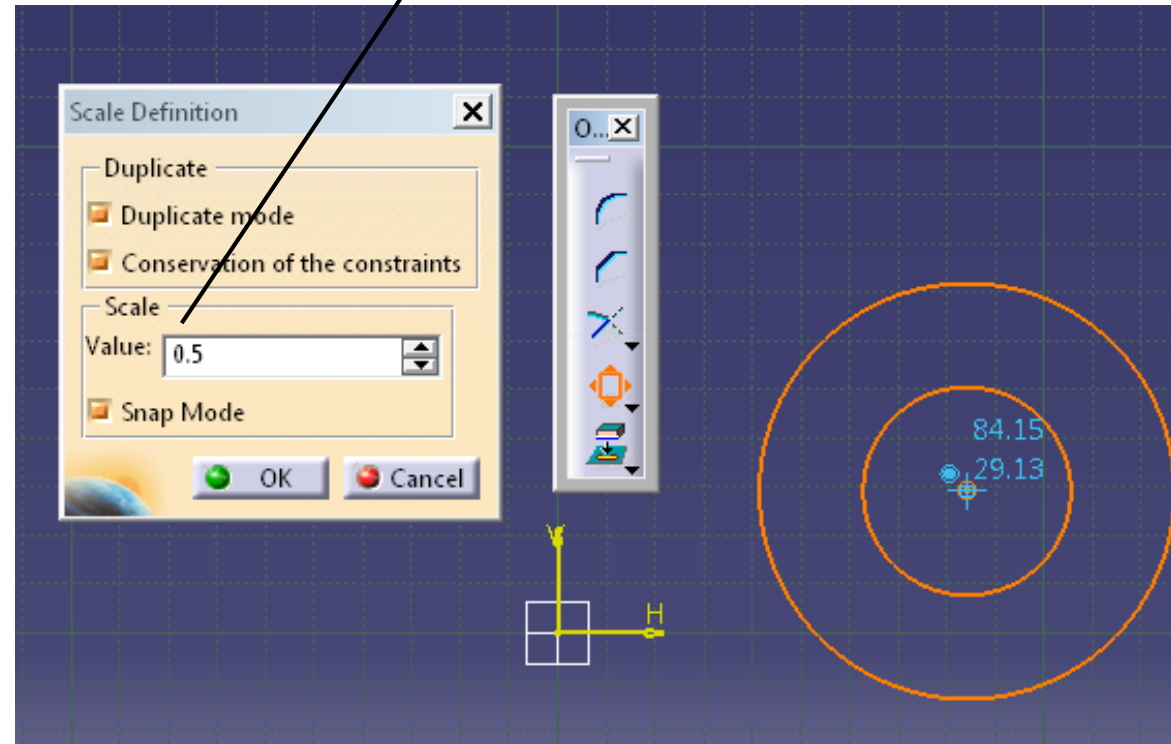 Scale Definition
Duplicate
Duplicate mode
Conservation of the constraints
Scale
Value: 0.5
Snap Mode
OK Cancel
O...
84.15
29.13
V
H